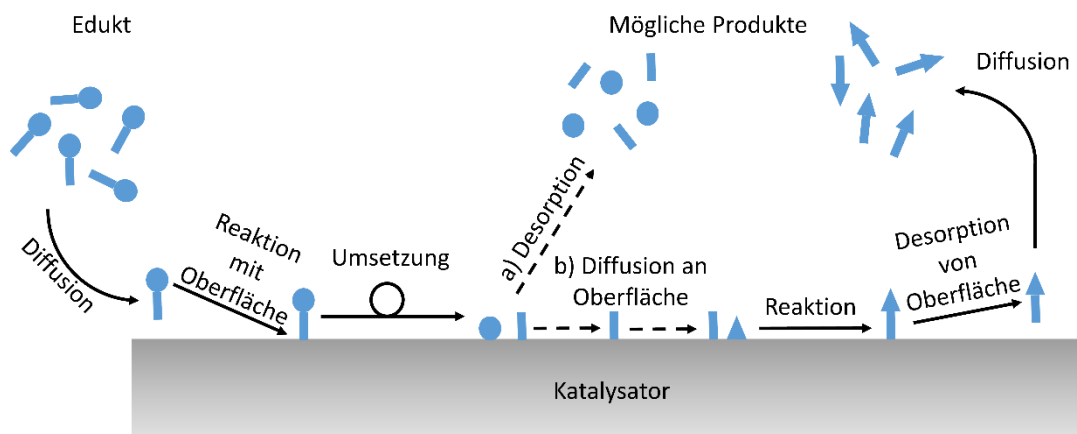 Edukt
Mögliche Produkte
Diffusion
Diffusion
Reaktion
mit
Oberfläche
Umsetzung
a) Desorption
b) Diffusion an
Oberfläche
Reaktion
Desorption
von
Oberfläche
Katalysator